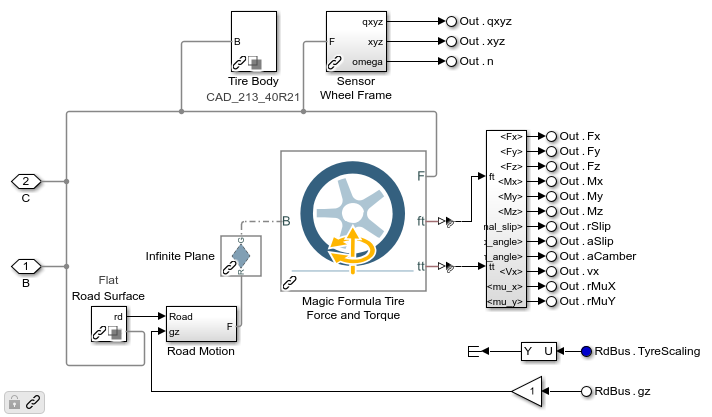 B
Tire Body
CAD_213_40R21
F
qxyz
xyz
omega
Sensor
Wheel Frame
Out.qxyz
Out.xyz
Out.n
2
C
1
B
Infinite Plane
G
R
B
F
ft
tt
Magic Formula Tire
Force and Torque
ft
tt
<Fx>
<Fy>
<Fz>
<Mx>
<My>
<Mz>
nal_slip>
_angle>
_angle>
<Vx>
<mu_x>
<mu_y>
Out.Fx
Out.Fy
Out.Fz
Out.Mx
Out.My
Out.Mz
Out.rSlip
Out.aSlip
Out.aCamber
Out.vx
Out.rMuX
Out.rMuY
Flat
Road Surface
rd
Road
gz
F
Road Motion
Y U
RdBus.TyreScaling
1
RdBus.gz